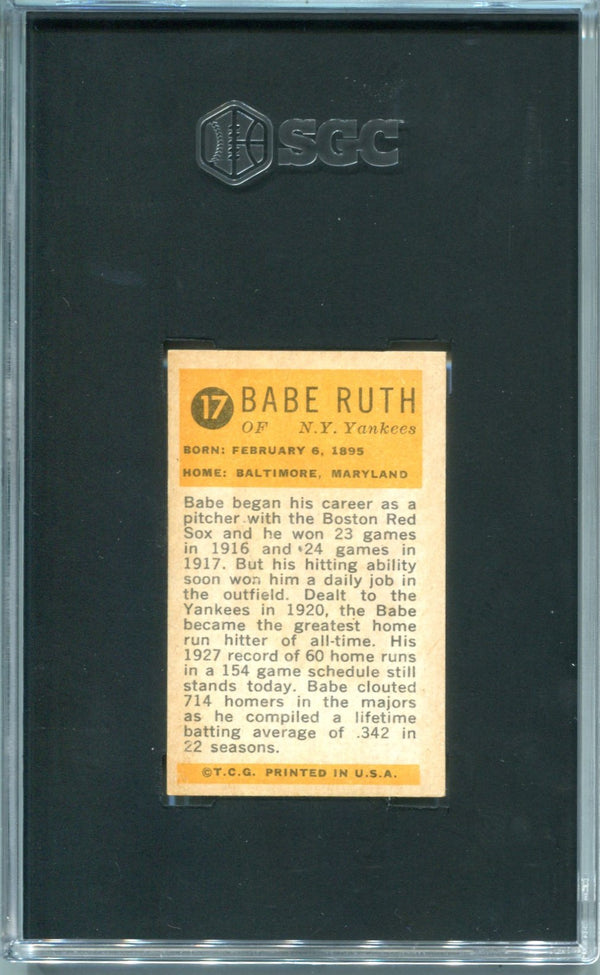 SGC
17 BABE RUTH
OF N.Y. Yankees
BORN: FEBRUARY 6, 1895
HOME: BALTIMORE, MARYLAND
Babe began his career as a
pitcher with the Boston Red
Sox and he won 23 games
in 1916 and 24 games in
1917. But his hitting ability
soon won him a daily job in
the outfield. Dealt to the
Yankees in 1920, the Babe
became the greatest home
run hitter of all-time. His
1927 record of 60 home runs
in a 154 game schedule still
stands today. Babe clouted
714 homers in the majors
as he compiled a lifetime
batting average of .342 in
22 seasons.
©T.C.G. PRINTED IN U.S.A.